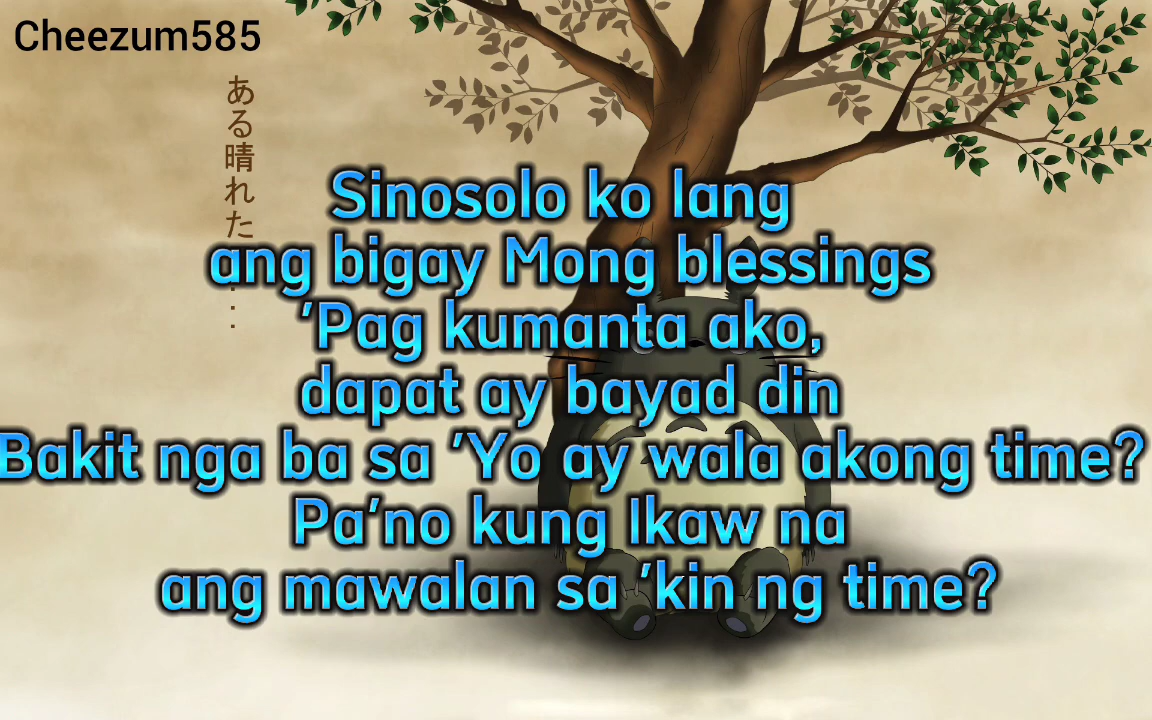 Cheezum585
ある晴れた...
Sinosolo ko lang
ang bigay Mong blessings
'Pag kumanta ako,
dapat ay bayad din
Bakit nga ba sa 'Yo ay wala akong time?
Pa'no kung Ikaw na
ang mawalan sa 'kin ng time?